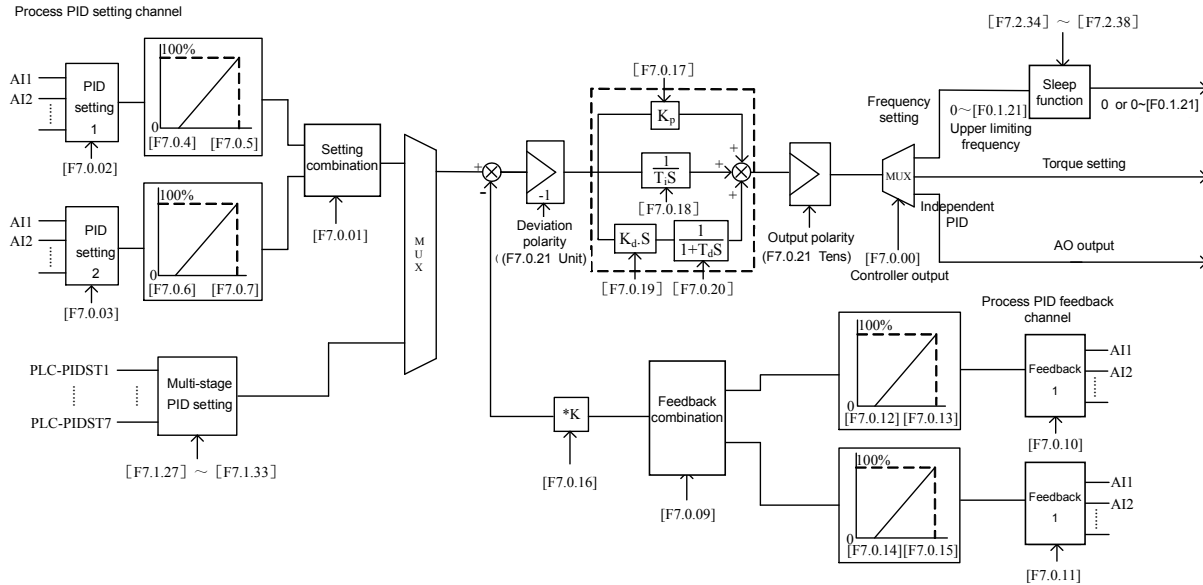 Process PID setting channel
AI1
AI2
PID
setting
1
[F7.0.02]
100%
0
[F7.0.4]
[F7.0.5]
AI1
AI2
PID
setting
2
[F7.0.03]
100%
0
[F7.0.6]
[F7.0.7]
Setting
combination
[F7.0.01]
PLC-PIDST1
PLC-PIDST7
Multi-stage
PID setting
[F7.1.27] ～ [F7.1.33]
MUX
+
-
-1
Deviation
polarity
(F7.0.21 Unit)
[F7.0.17]
Kp
1
TiS
[F7.0.18]
Kd.S
1
1+TdS
[F7.0.19]
[F7.0.20]
+
+
+
Output polarity
(F7.0.21 Tens)
MUX
[F7.0.00]
Controller output
Frequency
setting
0～[F0.1.21]
Upper limiting
frequency
[F7.2.34] ～ [F7.2.38]
Sleep
function
0 or 0~[F0.1.21]
Torque setting
Independent
PID
AO output
Process PID feedback
channel
*K
[F7.0.16]
Feedback
combination
[F7.0.09]
100%
0
[F7.0.12]
[F7.0.13]
Feedback
1
AI1
AI2
[F7.0.10]
100%
0
[F7.0.14]
[F7.0.15]
Feedback
1
AI1
AI2
[F7.0.11]